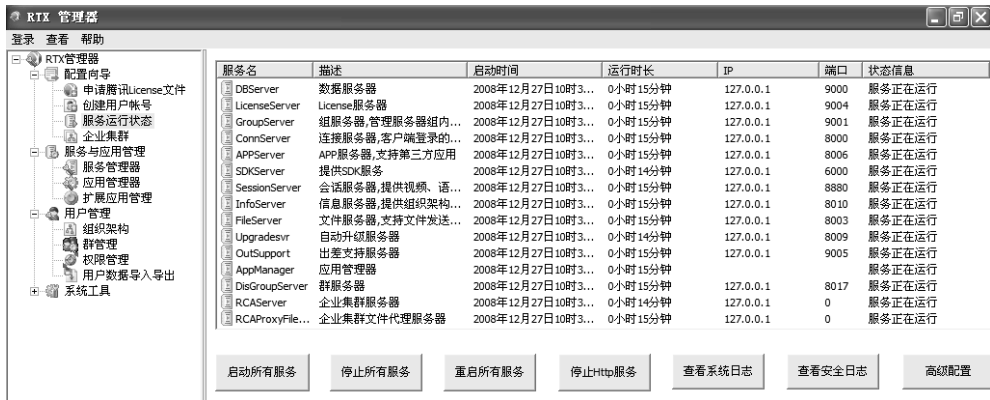 RTX 管理器
登录 查看 帮助
RTX管理器
配置向导
申请腾讯License文件
创建用户帐号
服务运行状态
企业集群
服务与应用管理
服务管理器
应用管理器
扩展应用管理
用户管理
组织架构
群管理
权限管理
用户数据导入导出
系统工具
服务名 描述 启动时间 运行时长 IP 端口 状态信息
DBServer 数据服务器 2008年12月27日10时3... 0小时15分钟 127.0.0.1 9000 服务正在运行
LicenseServer License服务器 2008年12月27日10时3... 0小时15分钟 127.0.0.1 9004 服务正在运行
GroupServer 组服务器,管理服务器组内... 2008年12月27日10时3... 0小时15分钟 127.0.0.1 9001 服务正在运行
ConnServer 连接服务器,客户端登录的... 2008年12月27日10时3... 0小时15分钟 127.0.0.1 8000 服务正在运行
APPServer APP服务器,支持第三方应用 2008年12月27日10时3... 0小时15分钟 127.0.0.1 8006 服务正在运行
SDKServer 提供SDK服务 2008年12月27日10时3... 0小时14分钟 127.0.0.1 6000 服务正在运行
SessionServer 会话服务器,提供视频、语... 2008年12月27日10时3... 0小时15分钟 127.0.0.1 8880 服务正在运行
InfoServer 信息服务器,提供组织架构... 2008年12月27日10时3... 0小时15分钟 127.0.0.1 8010 服务正在运行
FileServer 文件服务器,支持文件发送... 2008年12月27日10时3... 0小时15分钟 127.0.0.1 8003 服务正在运行
Upgradesvr 自动升级服务器 2008年12月27日10时3... 0小时14分钟 127.0.0.1 8009 服务正在运行
OutSupport 出差支持服务器 2008年12月27日10时3... 0小时15分钟 127.0.0.1 9005 服务正在运行
AppManager 应用管理器 2008年12月27日10时3... 0小时15分钟 服务正在运行
DisGroupServer 群服务器 2008年12月27日10时3... 0小时15分钟 127.0.0.1 8017 服务正在运行
RCAServer 企业集群服务器 2008年12月27日10时3... 0小时14分钟 127.0.0.1 0 服务正在运行
RCAProxyFile... 企业集群文件代理服务器 2008年12月27日10时3... 0小时15分钟 127.0.0.1 0 服务正在运行
启动所有服务 停止所有服务 重启所有服务 停止Http服务 查看系统日志 查看安全日志 高级配置